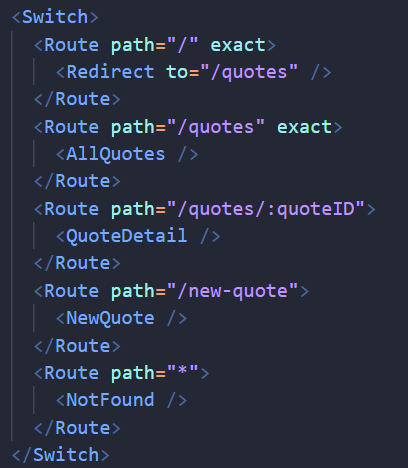 <Switch>
<Route path="/" exact>
<Redirect to="/quotes" />
</Route>
<Route path="/quotes" exact>
<AllQuotes />
</Route>
<Route path="/quotes/:quoteID">
<QuoteDetail />
</Route>
<Route path="/new-quote">
<NewQuote />
</Route>
<Route path="*">
<NotFound />
</Route>
</Switch>